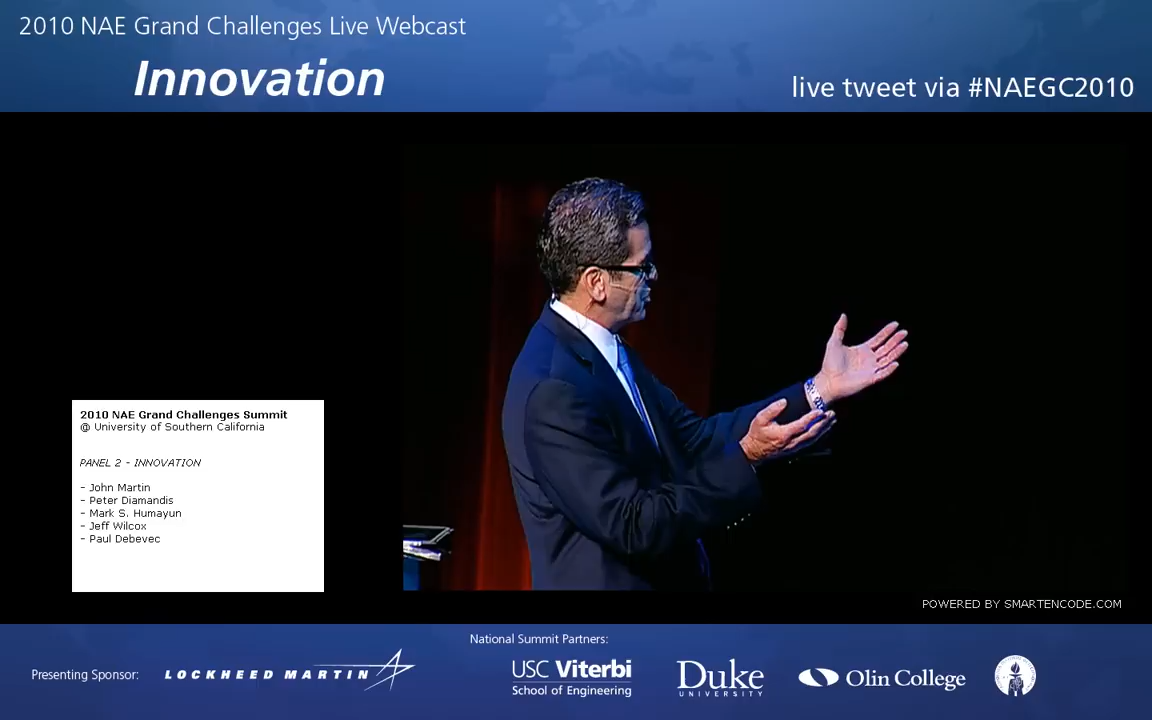 2010 NAE Grand Challenges Live Webcast
Innovation
live tweet via #NAEGC2010
2010 NAE Grand Challenges Summit
@ University of Southern California
PANEL 2 - INNOVATION
- John Martin
- Peter Diamandis
- Mark S. Humayun
- Jeff Wilcox
- Paul Debevec
POWERED BY SMARTENCODE.COM
National Summit Partners:
Presenting Sponsor:
LOCKHEED MARTIN
USC Viterbi
School of Engineering
Duke
UNIVERSITY
Olin College